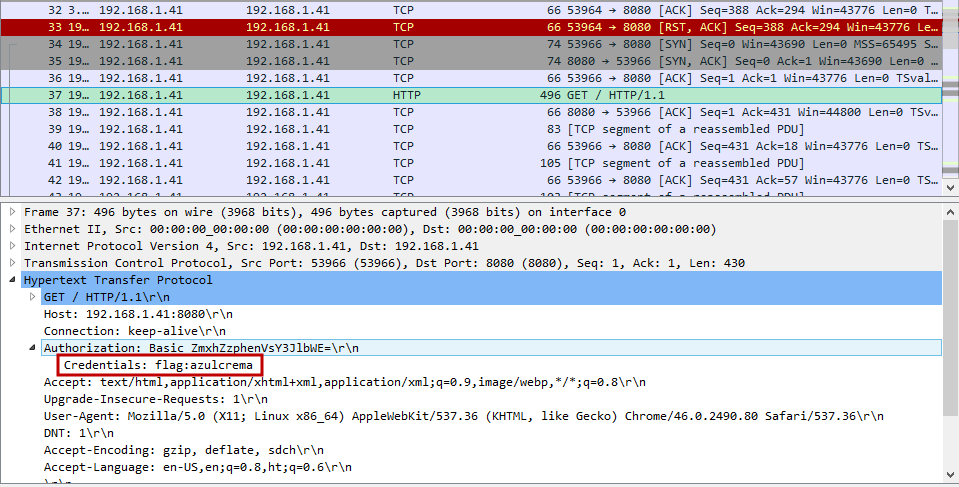 32 3... 192.168.1.41 192.168.1.41 TCP 66 53964 → 8080 [ACK] Seq=388 Ack=294 Win=43776 Len=0 T...
33 19... 192.168.1.41 192.168.1.41 TCP 66 53964 → 8080 [RST, ACK] Seq=388 Ack=294 Win=43776 Le...
34 19... 192.168.1.41 192.168.1.41 TCP 74 53966 → 8080 [SYN] Seq=0 Win=43690 Len=0 MSS=65495 S...
35 19... 192.168.1.41 192.168.1.41 TCP 74 8080 → 53966 [SYN, ACK] Seq=0 Ack=1 Win=43690 Len=0 ...
36 19... 192.168.1.41 192.168.1.41 TCP 66 53966 → 8080 [ACK] Seq=1 Ack=1 Win=43776 Len=0 TSval...
37 19... 192.168.1.41 192.168.1.41 HTTP 496 GET / HTTP/1.1
38 19... 192.168.1.41 192.168.1.41 TCP 66 8080 → 53966 [ACK] Seq=1 Ack=431 Win=44800 Len=0 TSv...
39 19... 192.168.1.41 192.168.1.41 TCP 83 [TCP segment of a reassembled PDU]
40 19... 192.168.1.41 192.168.1.41 TCP 66 53966 → 8080 [ACK] Seq=431 Ack=18 Win=43776 Len=0 TS...
41 19... 192.168.1.41 192.168.1.41 TCP 105 [TCP segment of a reassembled PDU]
42 19... 192.168.1.41 192.168.1.41 TCP 66 53966 → 8080 [ACK] Seq=431 Ack=57 Win=43776 Len=0 TS...
Frame 37: 496 bytes on wire (3968 bits), 496 bytes captured (3968 bits) on interface 0
Ethernet II, Src: 00:00:00_00:00:00 (00:00:00:00:00:00), Dst: 00:00:00_00:00:00 (00:00:00:00:00:00)
Internet Protocol Version 4, Src: 192.168.1.41, Dst: 192.168.1.41
Transmission Control Protocol, Src Port: 53966 (53966), Dst Port: 8080 (8080), Seq: 1, Ack: 1, Len: 430
Hypertext Transfer Protocol
GET / HTTP/1.1\r\n
Host: 192.168.1.41:8080\r\n
Connection: keep-alive\r\n
Authorization: Basic ZmxhZzphenVsY3JlbWE=\r\n
Credentials: flag:azulcrema
Accept: text/html,application/xhtml+xml,application/xml;q=0.9,image/webp,*/*;q=0.8\r\n
Upgrade-Insecure-Requests: 1\r\n
User-Agent: Mozilla/5.0 (X11; Linux x86_64) AppleWebKit/537.36 (KHTML, like Gecko) Chrome/46.0.2490.80 Safari/537.36\r\n
DNT: 1\r\n
Accept-Encoding: gzip, deflate, sdch\r\n
Accept-Language: en-US,en;q=0.8,ht;q=0.6\r\n